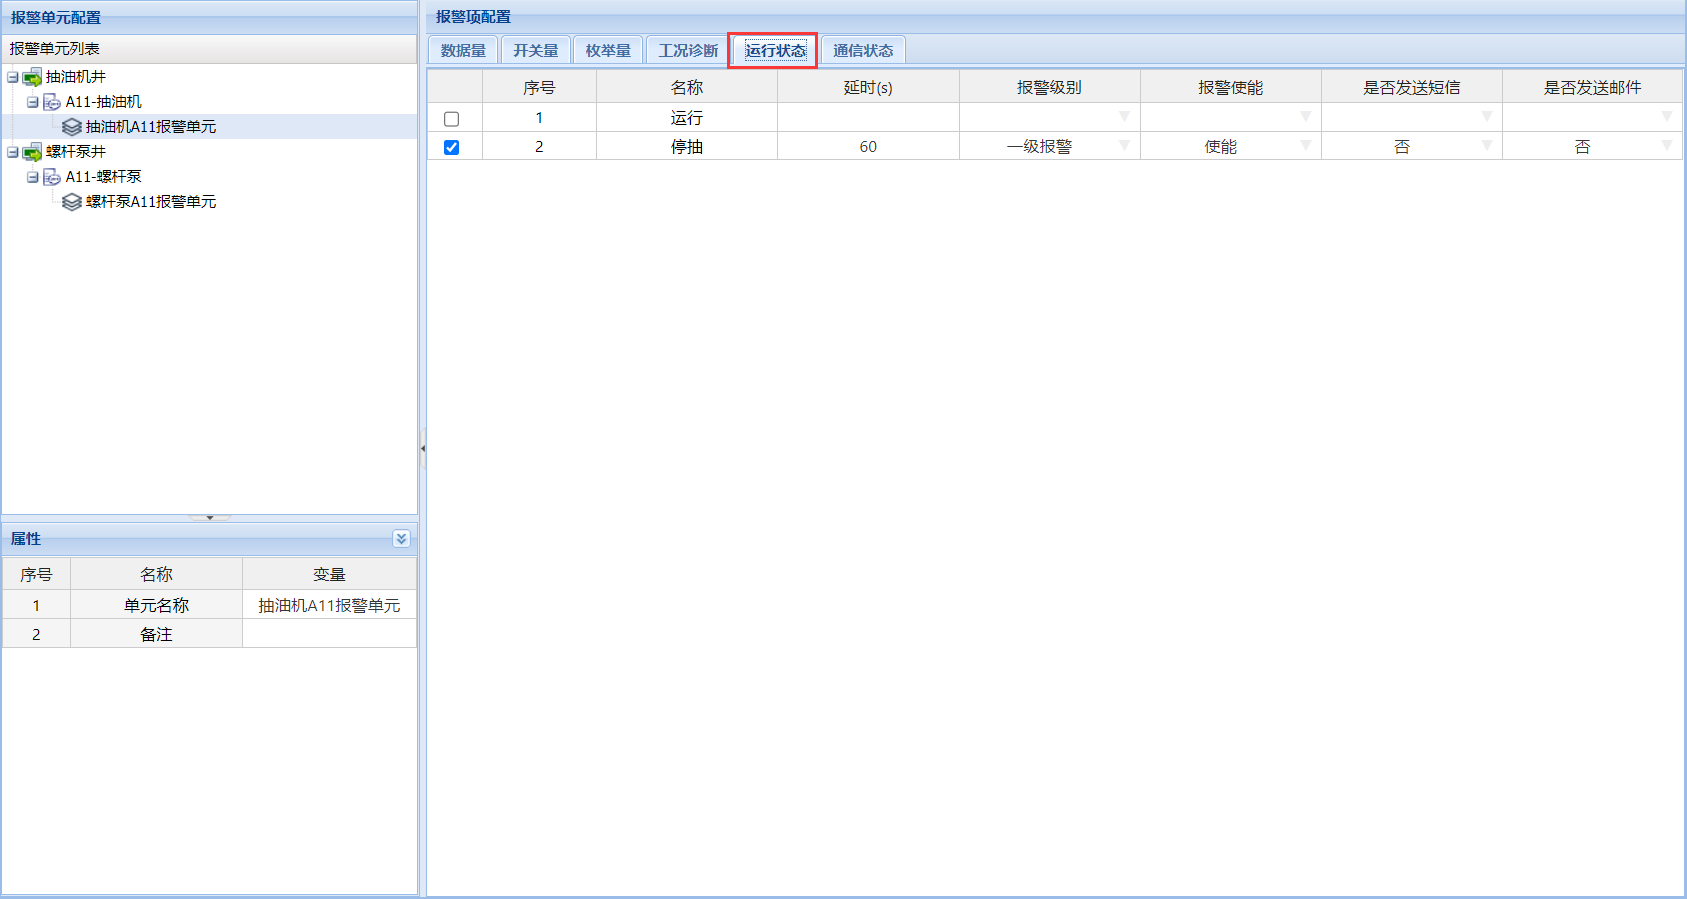 报警单元配置
报警单元列表
抽油机井
A11-抽油机
抽油机A11报警单元
螺杆泵井
A11-螺杆泵
螺杆泵A11报警单元
属性
序号 名称 变量
1 单元名称 抽油机A11报警单元
2 备注
报警项配置
数据量 开关量 枚举量 工况诊断 运行状态 通信状态
序号 名称 延时(s) 报警级别 报警使能 是否发送短信 是否发送邮件
1 运行
2 停抽 60 一级报警 使能 否 否